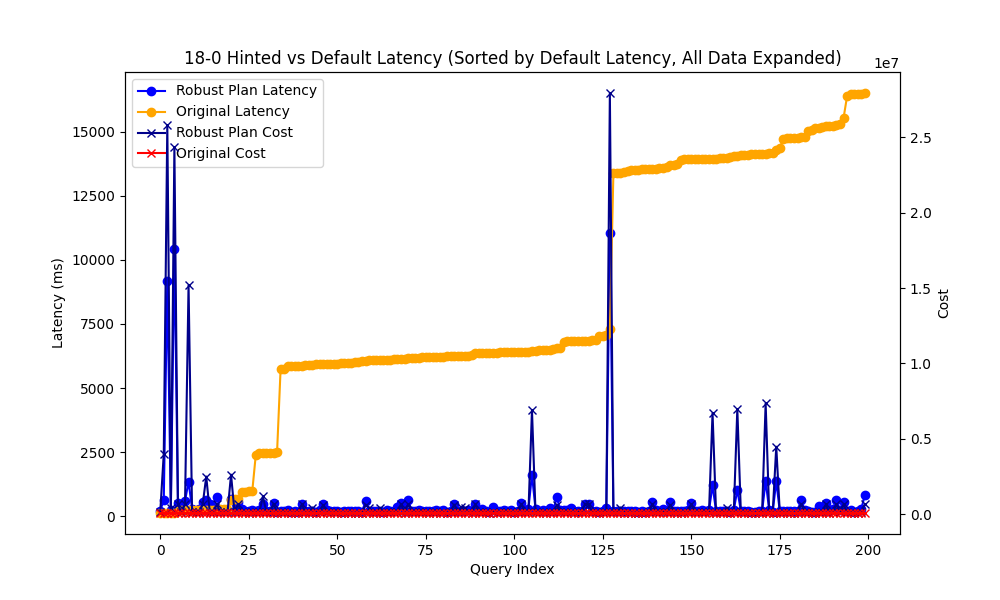 18-0 Hinted vs Default Latency (Sorted by Default Latency, All Data Expanded)
1e7
Robust Plan Latency
Original Latency
Robust Plan Cost
Original Cost
Latency (ms)
15000
12500
10000
7500
5000
2500
0
2.5
2.0
1.5
1.0
0.5
0.0
Cost
0 25 50 75 100 125 150 175 200
Query Index